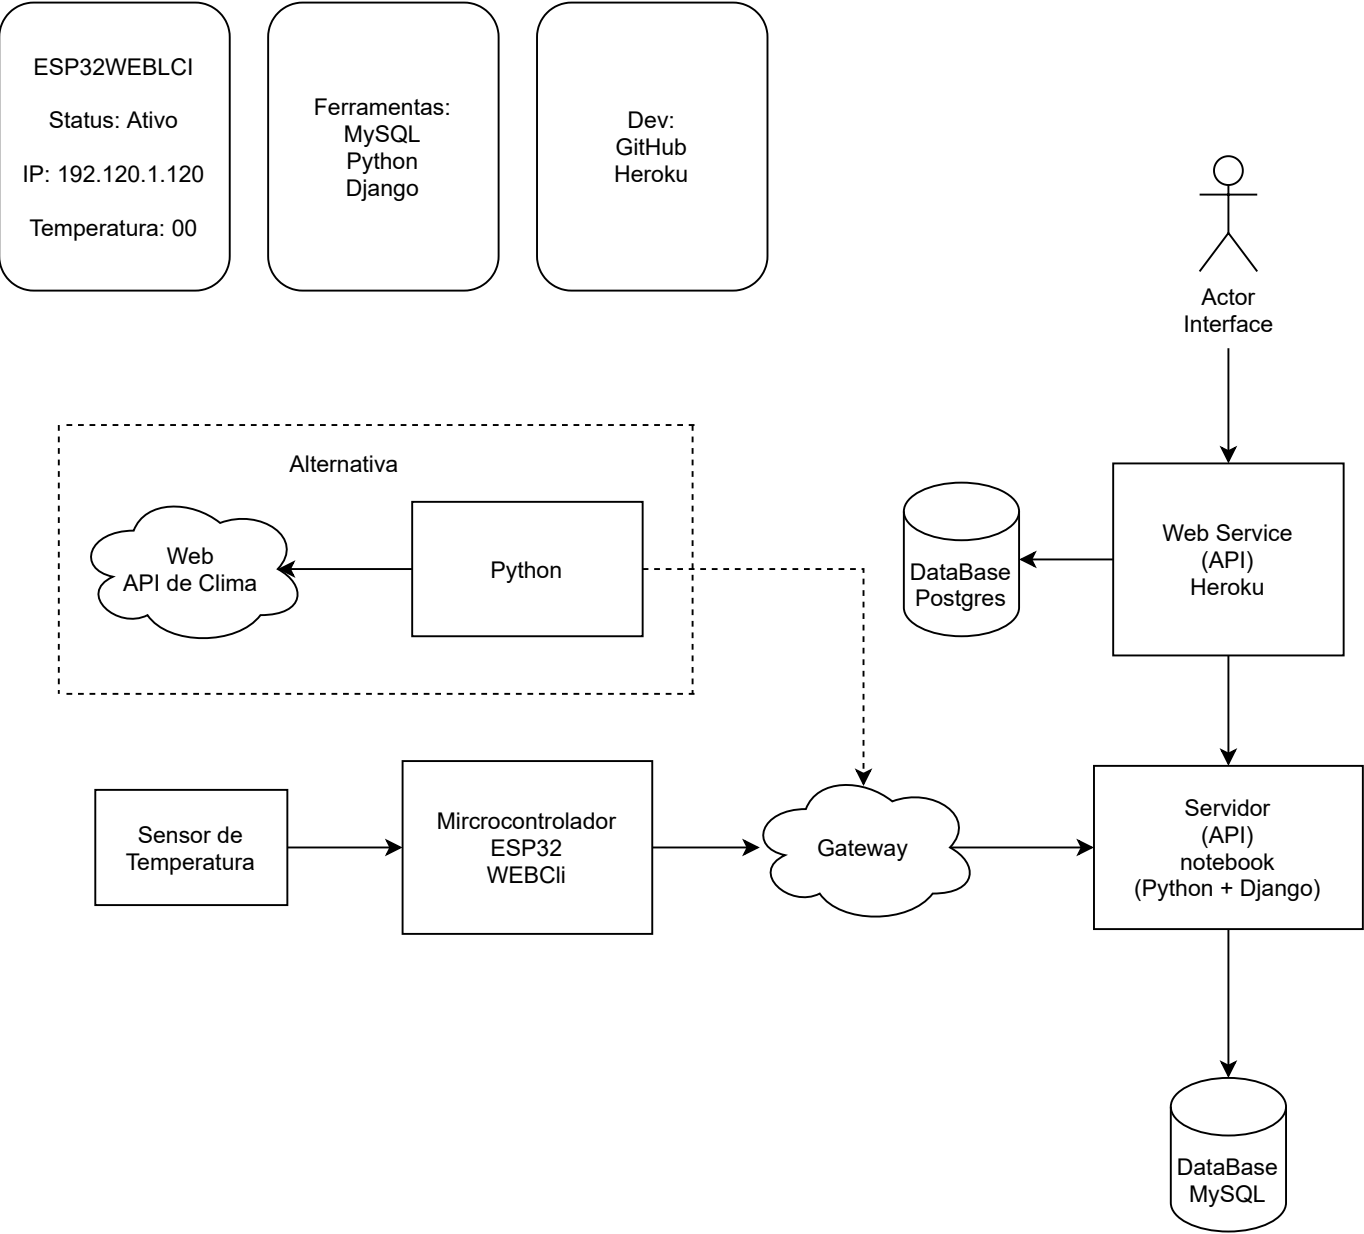 ESP32WEBLCI
Status: Ativo
IP: 192.120.1.120
Temperatura: 00
Ferramentas:
MySQL
Python
Django
Dev:
GitHub
Heroku
Actor
Interface
Alternativa
Web
API de Clima
Python
DataBase
Postgres
Web Service
(API)
Heroku
Sensor de
Temperatura
Mircrocontrolador
ESP32
WEBCli
Gateway
Servidor
(API)
notebook
(Python + Django)
DataBase
MySQL